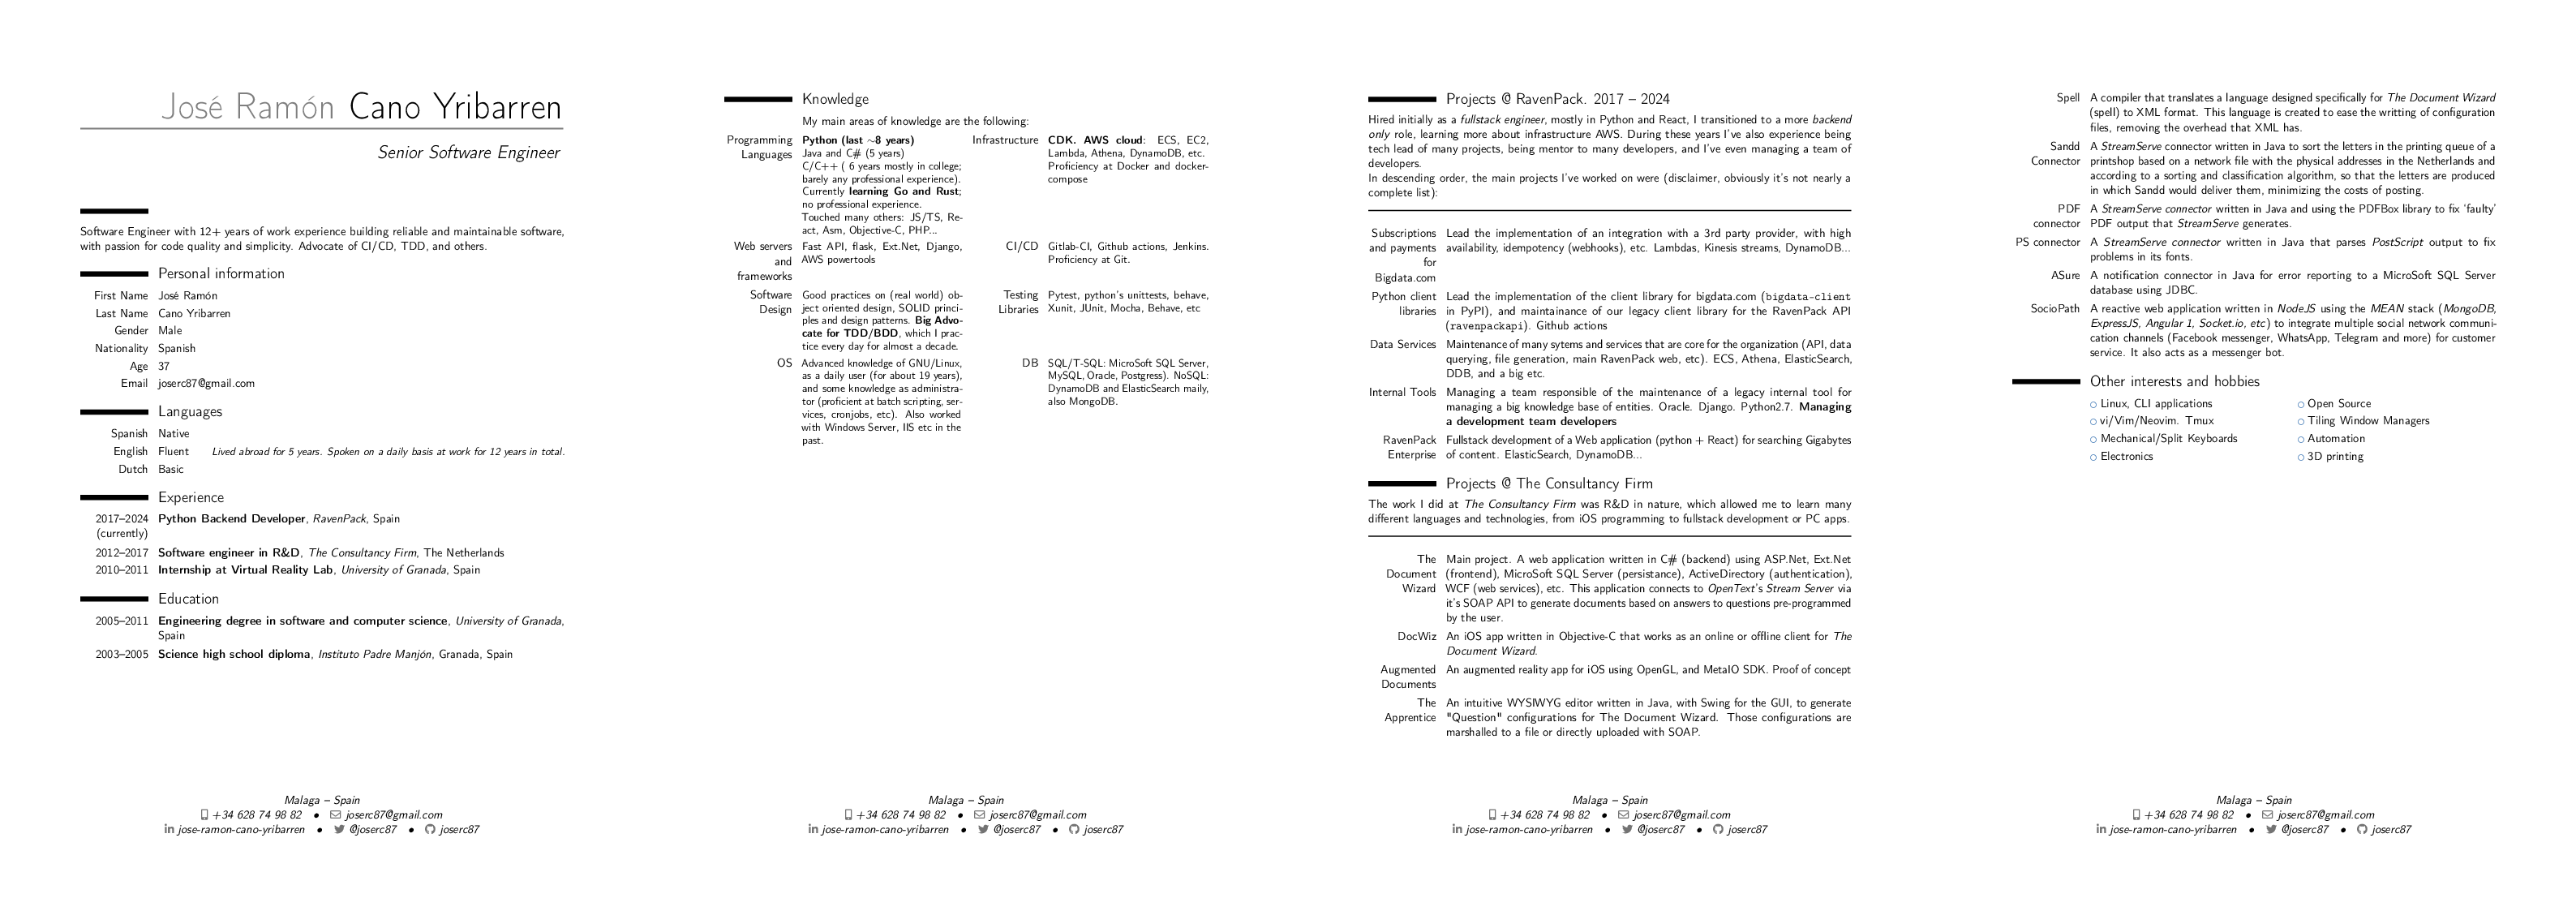 José Ramón Cano Yribarren
Senior Software Engineer
Software Engineer with 12+ years of work experience building reliable and maintainable software,
with passion for code quality and simplicity. Advocate of CI/CD, TDD, and others.
Personal information
First Name José Ramón
Last Name Cano Yribarren
Gender Male
Nationality Spanish
Age 37
Email joserc87@gmail.com
Languages
Spanish Native
English Fluent Lived abroad for 5 years. Spoken on a daily basis at work for 12 years in total.
Dutch Basic
Experience
2017–2024 Python Backend Developer, RavenPack, Spain
(currently)
2012–2017 Software engineer in R&D, The Consultancy Firm, The Netherlands
2010–2011 Internship at Virtual Reality Lab, University of Granada, Spain
Education
2005–2011 Engineering degree in software and computer science, University of Granada,
Spain
2003–2005 Science high school diploma, Instituto Padre Manjón, Granada, Spain
Malaga – Spain
+34 628 74 98 82 • joserc87@gmail.com
jose-ramon-cano-yribarren • @joserc87 • joserc87
Knowledge
My main areas of knowledge are the following:
Programming
Languages
Python (last ~8 years)
Java and C# (5 years)
C/C++ ( 6 years mostly in college;
barely any professional experience).
Currently learning Go and Rust;
no professional experience.
Touched many others: JS/TS, Re-
act, Asm, Objective-C, PHP...
Infrastructure
CDK. AWS cloud: ECS, EC2,
Lambda, Athena, DynamoDB, etc.
Proficiency at Docker and docker-
compose
Web servers
and
frameworks
Fast API, flask, Ext.Net, Django,
AWS powertools
CI/CD
Gitlab-CI, Github actions, Jenkins.
Proficiency at Git.
Software
Design
Good practices on (real world) ob-
ject oriented design, SOLID princi-
ples and design patterns. Big Advo-
cate for TDD/BDD, which I prac-
tice every day for almost a decade.
Testing
Libraries
Pytest, python's unittests, behave,
Xunit, JUnit, Mocha, Behave, etc
OS
Advanced knowledge of GNU/Linux,
as a daily user (for about 19 years),
and some knowledge as administra-
tor (proficient at batch scripting, ser-
vices, cronjobs, etc). Also worked
with Windows Server, IIS etc in the
past.
DB
SQL/T-SQL: MicroSoft SQL Server,
MySQL, Oracle, Postgress). NoSQL:
DynamoDB and ElasticSearch maily,
also MongoDB.
Malaga – Spain
+34 628 74 98 82 • joserc87@gmail.com
jose-ramon-cano-yribarren • @joserc87 • joserc87
Projects @ RavenPack. 2017 – 2024
Hired initially as a fullstack engineer, mostly in Python and React, I transitioned to a more backend
only role, learning more about infrastructure AWS. During these years I've also experience being
tech lead of many projects, being mentor to many developers, and I've even managing a team of
developers.
In descending order, the main projects I've worked on were (disclaimer, obviously it's not nearly a
complete list):
Subscriptions
and payments
for
Bigdata.com
Lead the implementation of an integration with a 3rd party provider, with high
availability, idempotency (webhooks), etc. Lambdas, Kinesis streams, DynamoDB...
Python client
libraries
Lead the implementation of the client library for bigdata.com (bigdata-client
in PyPI), and maintainance of our legacy client library for the RavenPack API
(ravenpackapi). Github actions
Data Services
Maintenance of many sytems and services that are core for the organization (API, data
querying, file generation, main RavenPack web, etc). ECS, Athena, ElasticSearch,
DDB, and a big etc.
Internal Tools
Managing a team responsible of the maintenance of a legacy internal tool for
managing a big knowledge base of entities. Oracle. Django. Python2.7. Managing
a development team developers
RavenPack
Enterprise
Fullstack development of a Web application (python + React) for searching Gigabytes
of content. ElasticSearch, DynamoDB...
Projects @ The Consultancy Firm
The work I did at The Consultancy Firm was R&D in nature, which allowed me to learn many
different languages and technologies, from iOS programming to fullstack development or PC apps.
The
Document
Wizard
Main project. A web application written in C# (backend) using ASP.Net, Ext.Net
(frontend), MicroSoft SQL Server (persistance), ActiveDirectory (authentication),
WCF (web services), etc. This application connects to OpenText's Stream Server via
it's SOAP API to generate documents based on answers to questions pre-programmed
by the user.
DocWiz
An iOS app written in Objective-C that works as an online or offline client for The
Document Wizard.
Augmented
Documents
An augmented reality app for iOS using OpenGL, and MetaIO SDK. Proof of concept
The
Apprentice
An intuitive WYSIWYG editor written in Java, with Swing for the GUI, to generate
"Question" configurations for The Document Wizard. Those configurations are
marshalled to a file or directly uploaded with SOAP.
Malaga – Spain
+34 628 74 98 82 • joserc87@gmail.com
jose-ramon-cano-yribarren • @joserc87 • joserc87
Spell
A compiler that translates a language designed specifically for The Document Wizard
(spell) to XML format. This language is created to ease the writting of configuration
files, removing the overhead that XML has.
Sandd
Connector
A StreamServe connector written in Java to sort the letters in the printing queue of a
printshop based on a network file with the physical addresses in the Netherlands and
according to a sorting and classification algorithm, so that the letters are produced
in which Sandd would deliver them, minimizing the costs of posting.
PDF
connector
A StreamServe connector written in Java and using the PDFBox library to fix 'faulty'
PDF output that StreamServe generates.
PS connector
A StreamServe connector written in Java that parses PostScript output to fix
problems in its fonts.
ASure
A notification connector in Java for error reporting to a MicroSoft SQL Server
database using JDBC.
SocioPath
A reactive web application written in NodeJS using the MEAN stack (MongoDB,
ExpressJS, Angular 1, Socket.io, etc) to integrate multiple social network communi-
cation channels (Facebook messenger, WhatsApp, Telegram and more) for customer
service. It also acts as a messenger bot.
Other interests and hobbies
Linux, CLI applications
Open Source
vi/Vim/Neovim. Tmux
Tiling Window Managers
Mechanical/Split Keyboards
Automation
Electronics
3D printing
Malaga – Spain
+34 628 74 98 82 • joserc87@gmail.com
jose-ramon-cano-yribarren • @joserc87 • joserc87